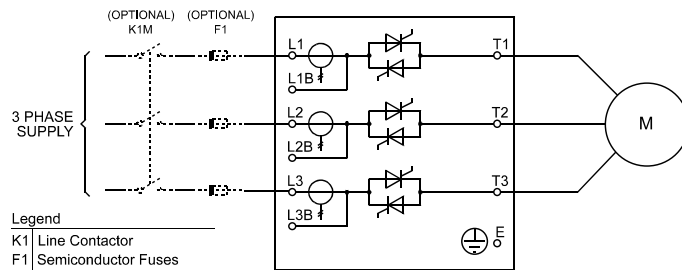 (OPTIONAL) (OPTIONAL)
K1M F1
L1 T1
L1B
3 PHASE
SUPPLY
L2 T2
M
L2B
L3 T3
L3B
E
Legend
K1 Line Contactor
F1 Semiconductor Fuses